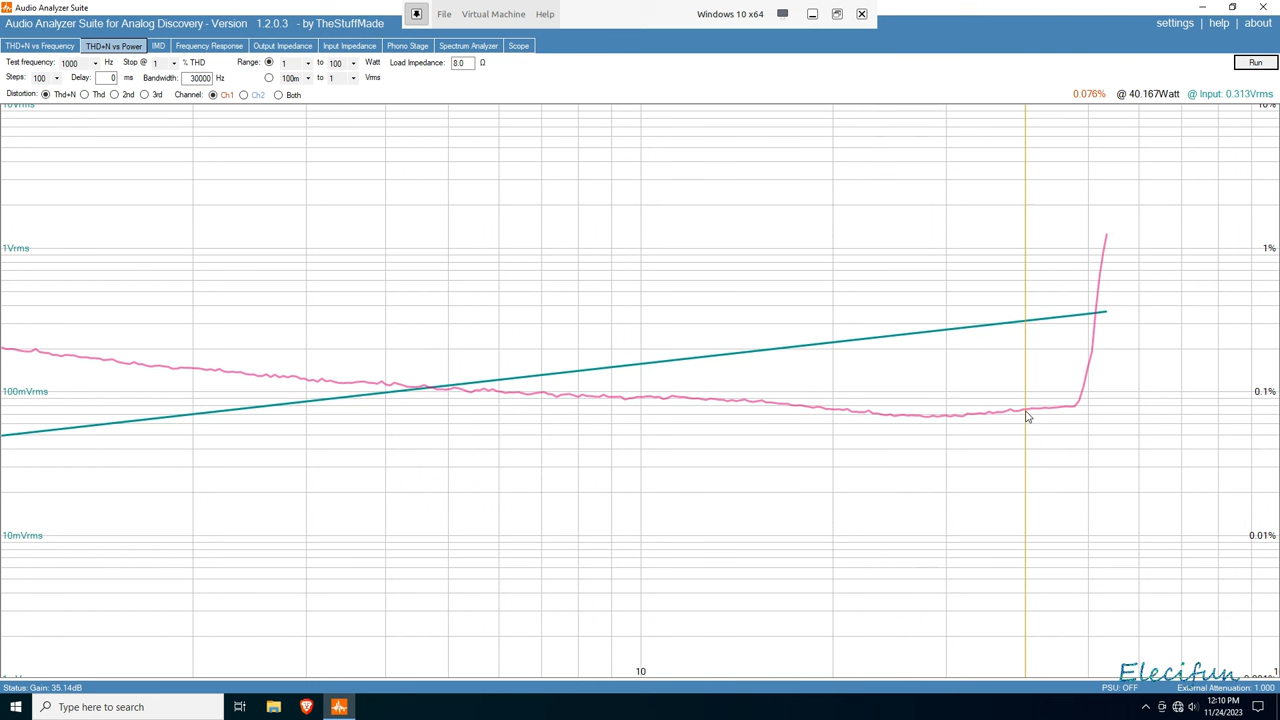 Audio Analyzer Suite
File Virtual Machine Help
Windows 10 x64
Audio Analyzer Suite for Analog Discovery - Version 1.2.0.3 - by TheStuffMade
settings | help | about
THD+N vs Frequency THD+N vs Power IMD Frequency Response Output Impedance Input Impedance Phono Stage Spectrum Analyzer Scope
Test frequency: 1000 Hz Stop @ 1 % THD Range: 1 to 100 Watt Load Impedance: 8.0 Ω Run
Steps: 100 Delay: 0 ms Bandwidth: 30000 Hz 100m to 1 Vrms
Distortion: Thd+N Thd 2nd 3rd Channel: Ch1 Ch2 Both
0.076% @ 40.167Watt @ Input: 0.313Vrms
10Vrms 10%
1Vrms 1%
100mVrms 0.1%
10mVrms 0.01%
10 1
Elecifun
Status: Gain: 35.14dB PSU: OFF External Attenuation: 1.000
Type here to search
12:10 PM
11/24/2023